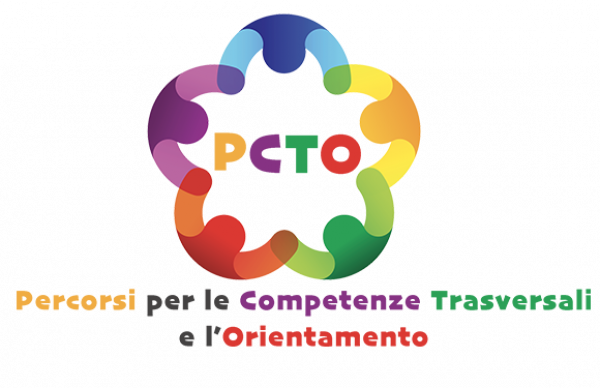 PCTO
Percorsi per le Competenze Trasversali
e l'Orientamento